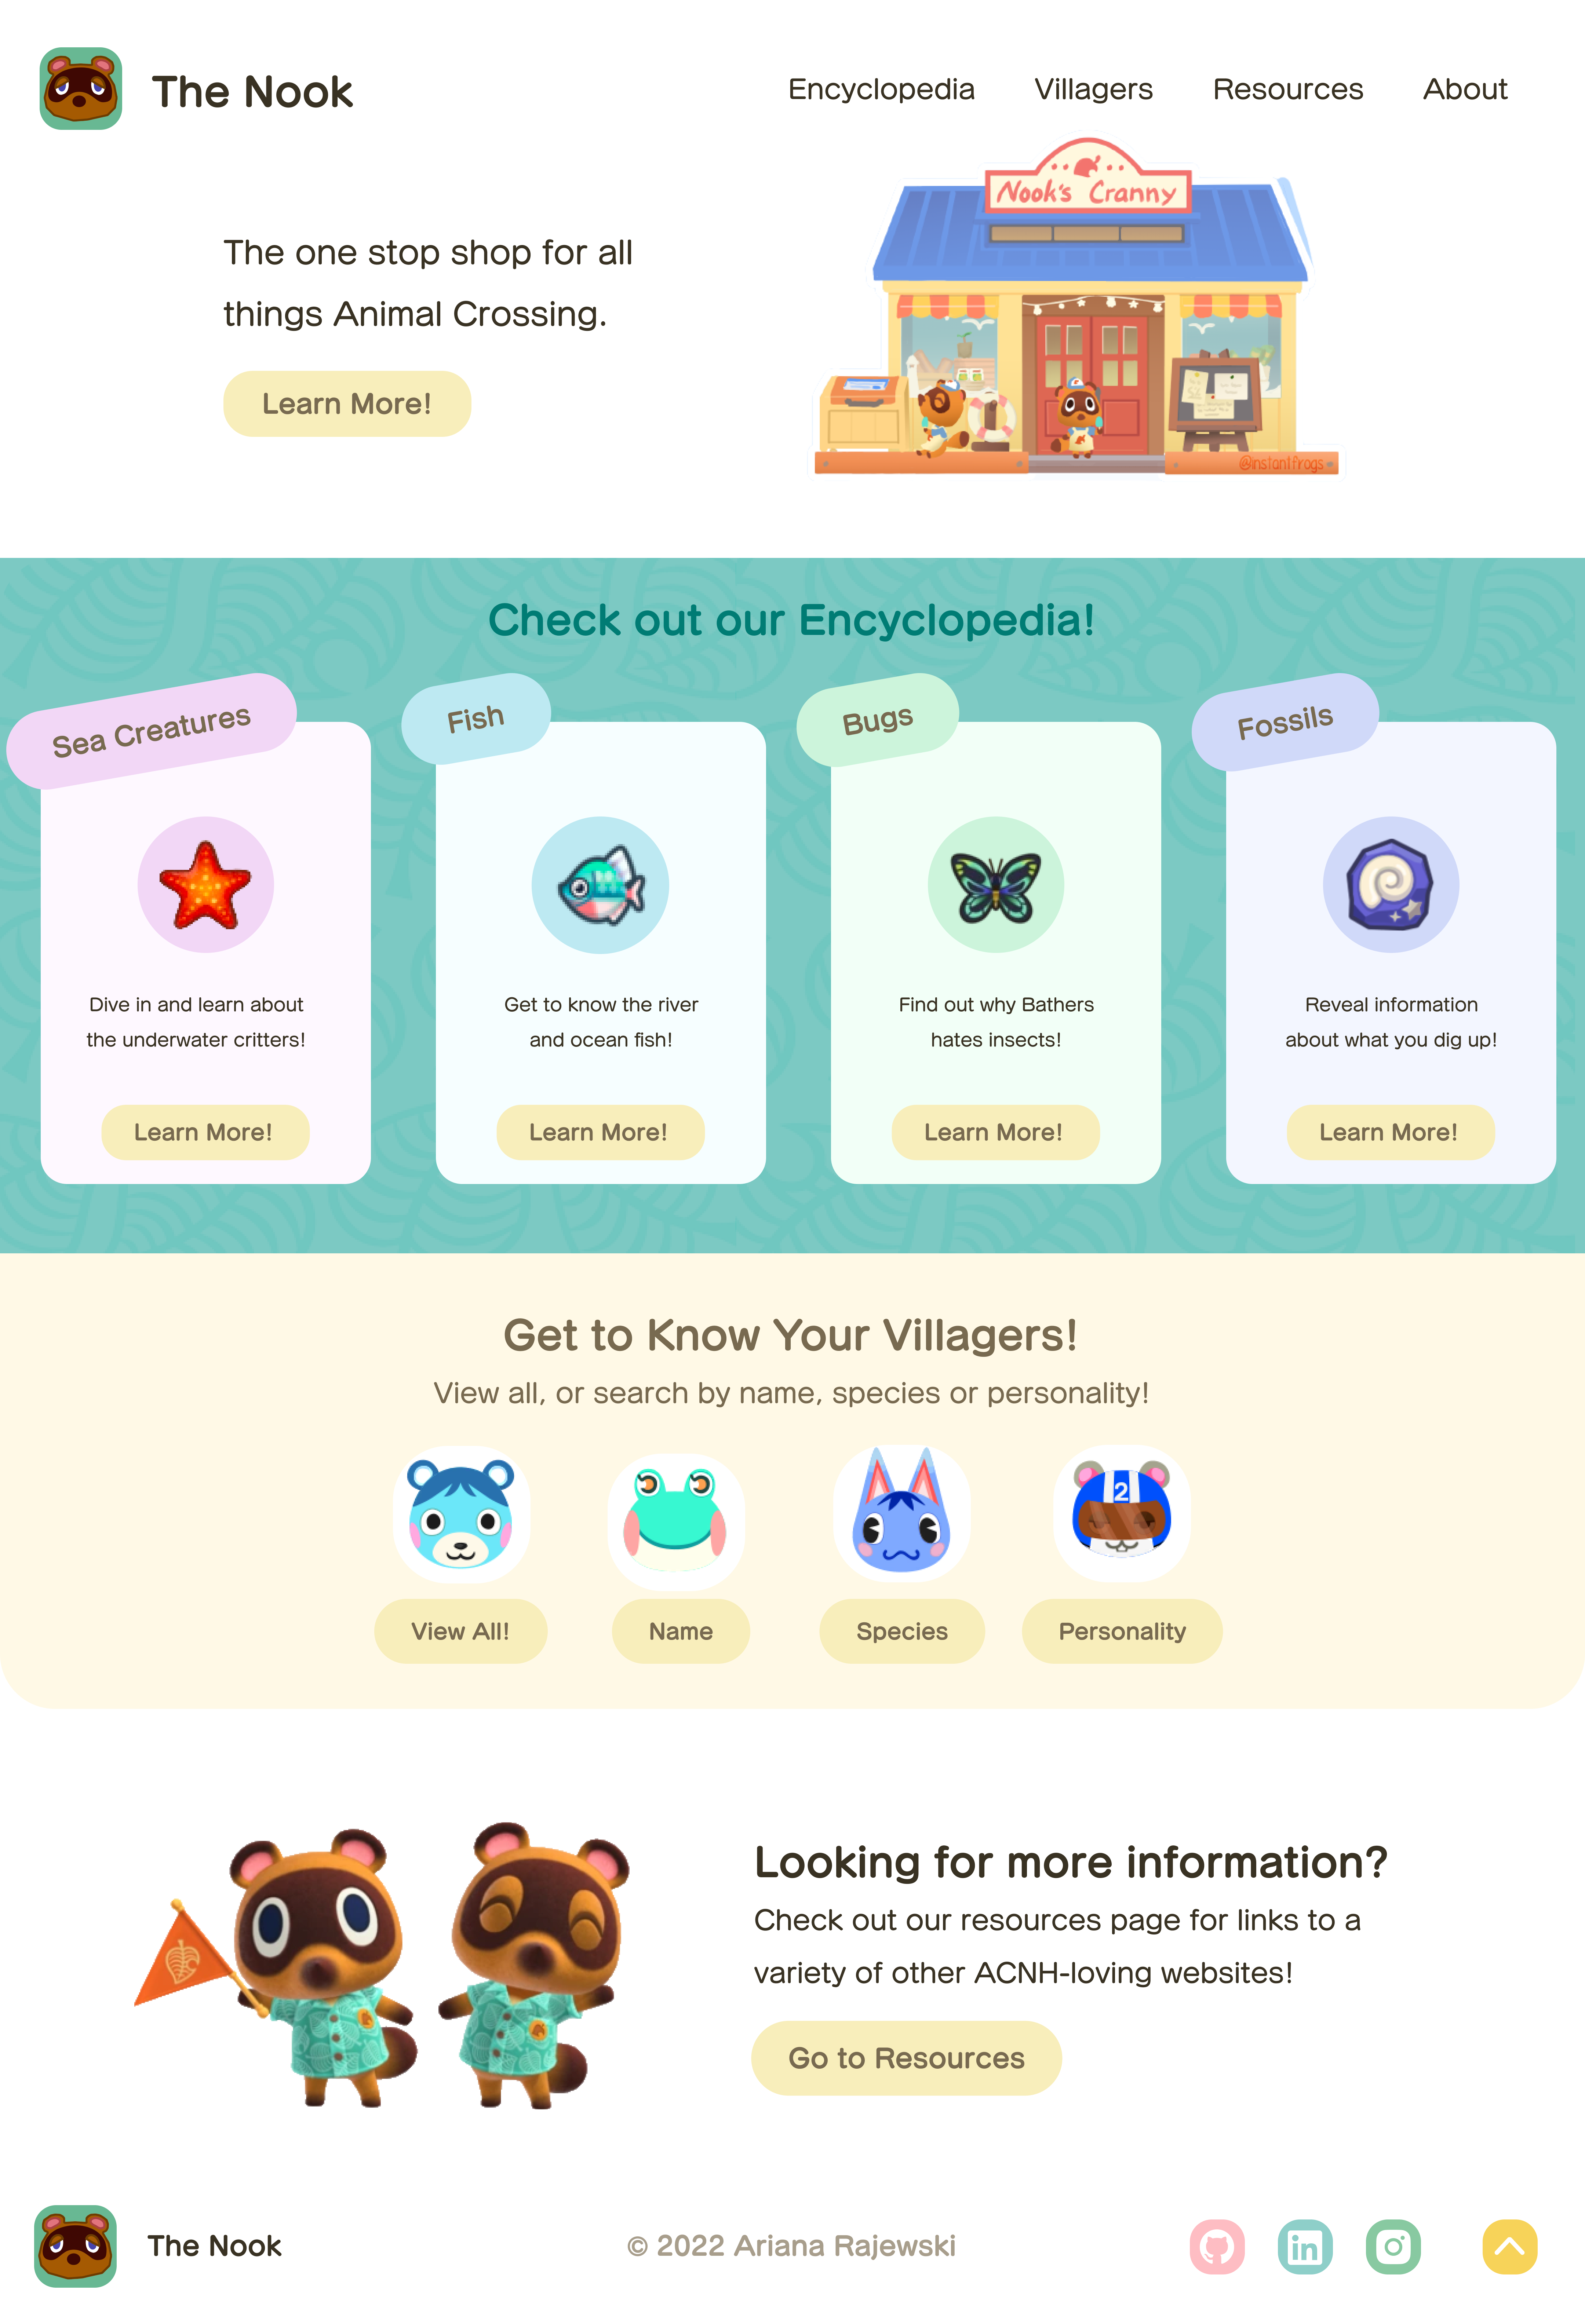 The Nook
Encyclopedia
Villagers
Resources
About
Nook's Cranny
The one stop shop for all
things Animal Crossing.
Learn More!
@instantfrogs
Check out our Encyclopedia!
Sea Creatures
Fish
Bugs
Fossils
Dive in and learn about
the underwater critters!
Get to know the river
and ocean fish!
Find out why Bathers
hates insects!
Reveal information
about what you dig up!
Learn More!
Learn More!
Learn More!
Learn More!
Get to Know Your Villagers!
View all, or search by name, species or personality!
2
View All!
Name
Species
Personality
Looking for more information?
Check out our resources page for links to a
variety of other ACNH-loving websites!
Go to Resources
The Nook
© 2022 Ariana Rajewski
in